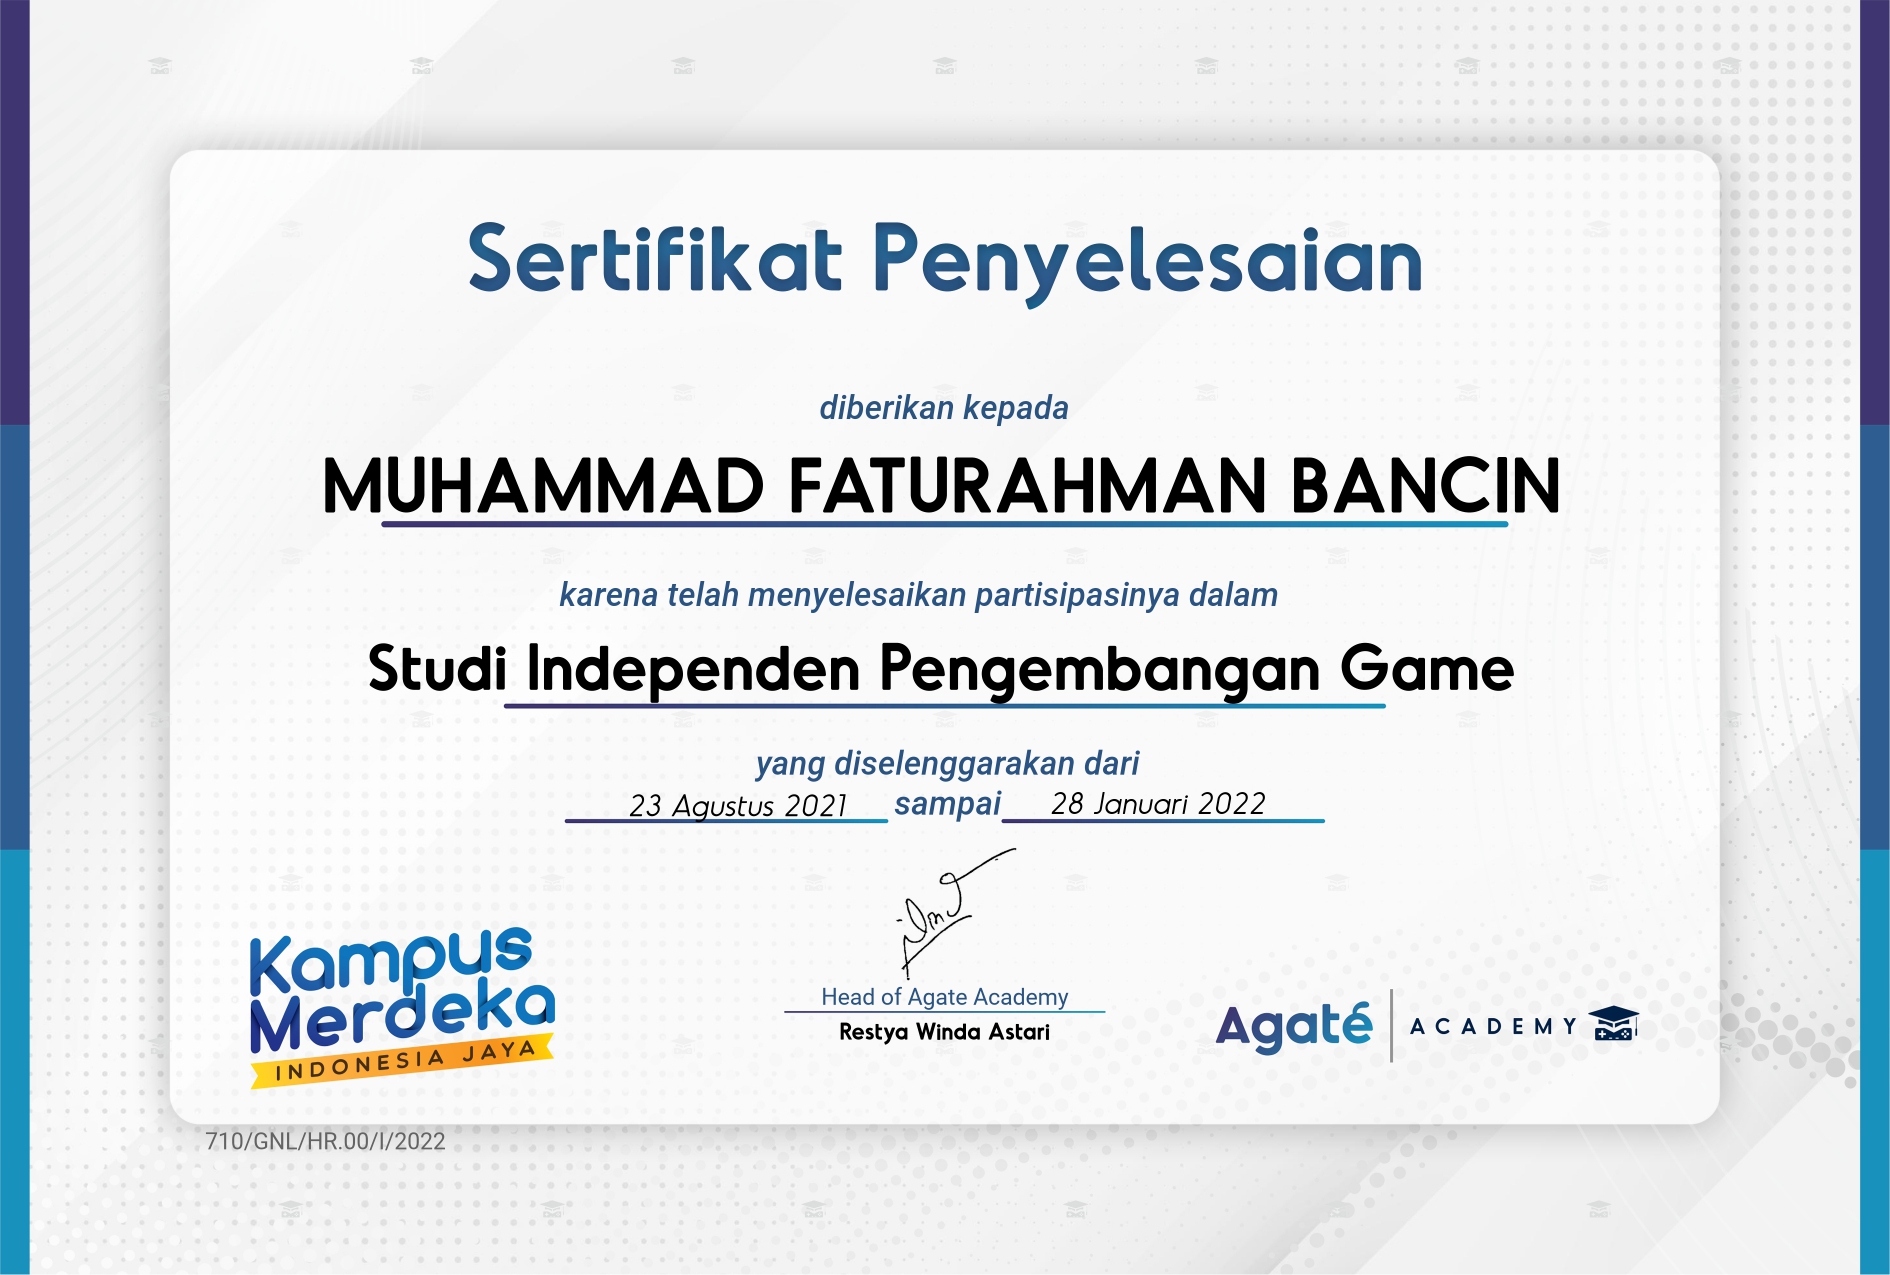 Sertifikat Penyelesaian
diberikan kepada
MUHAMMAD FATURAHMAN BANCIN
karena telah menyelesaikan partisipasinya dalam
Studi Independen Pengembangan Game
yang diselenggarakan dari
23 Agustus 2021 sampai 28 Januari 2022
Head of Agate Academy
Restya Winda Astari
Kampus
Merdeka
INDONESIA JAYA
Agaté ACADEMY
710/GNL/HR.00/I/2022